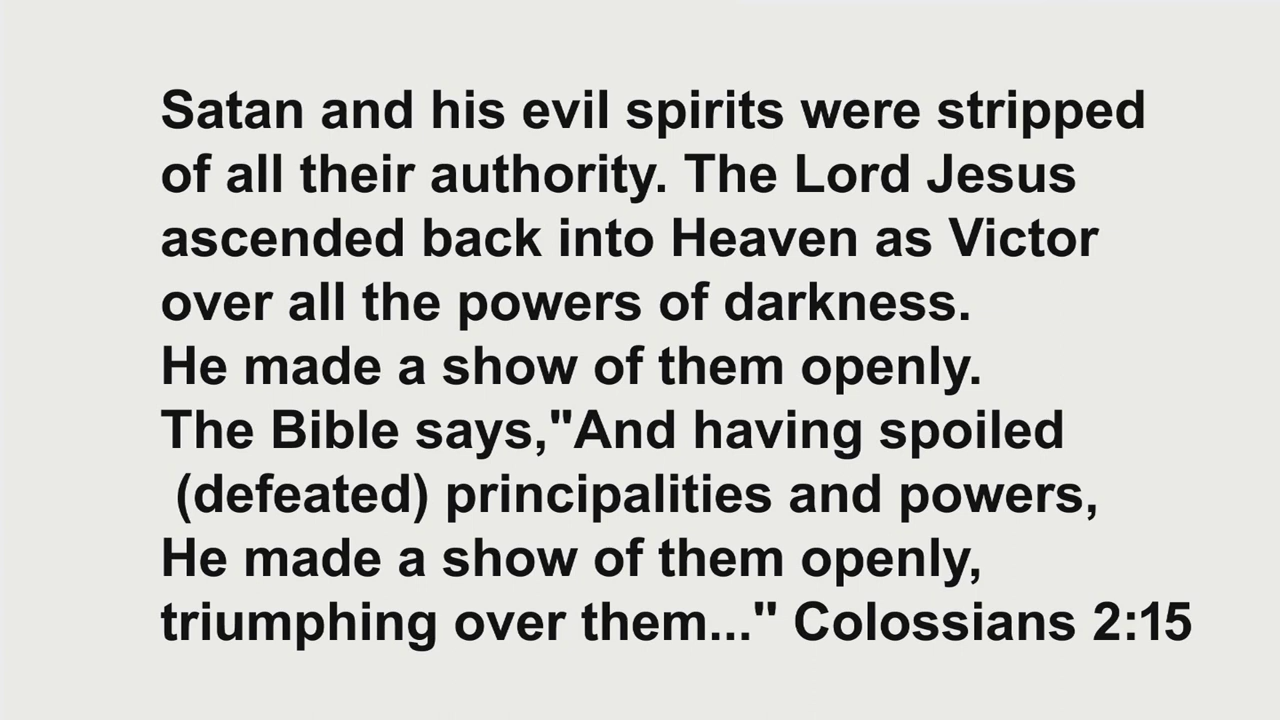 Satan and his evil spirits were stripped
of all their authority. The Lord Jesus
ascended back into Heaven as Victor
over all the powers of darkness.
He made a show of them openly.
The Bible says,"And having spoiled
(defeated) principalities and powers,
He made a show of them openly,
triumphing over them..." Colossians 2:15